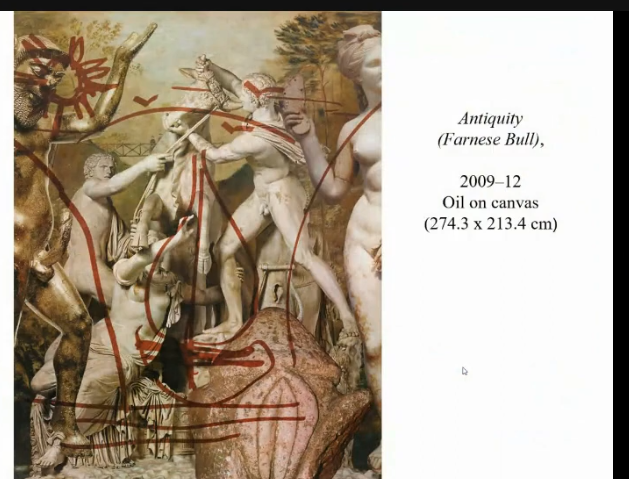 Antiquity
(Farnese Bull),
2009–12
Oil on canvas
(274.3 x 213.4 cm)